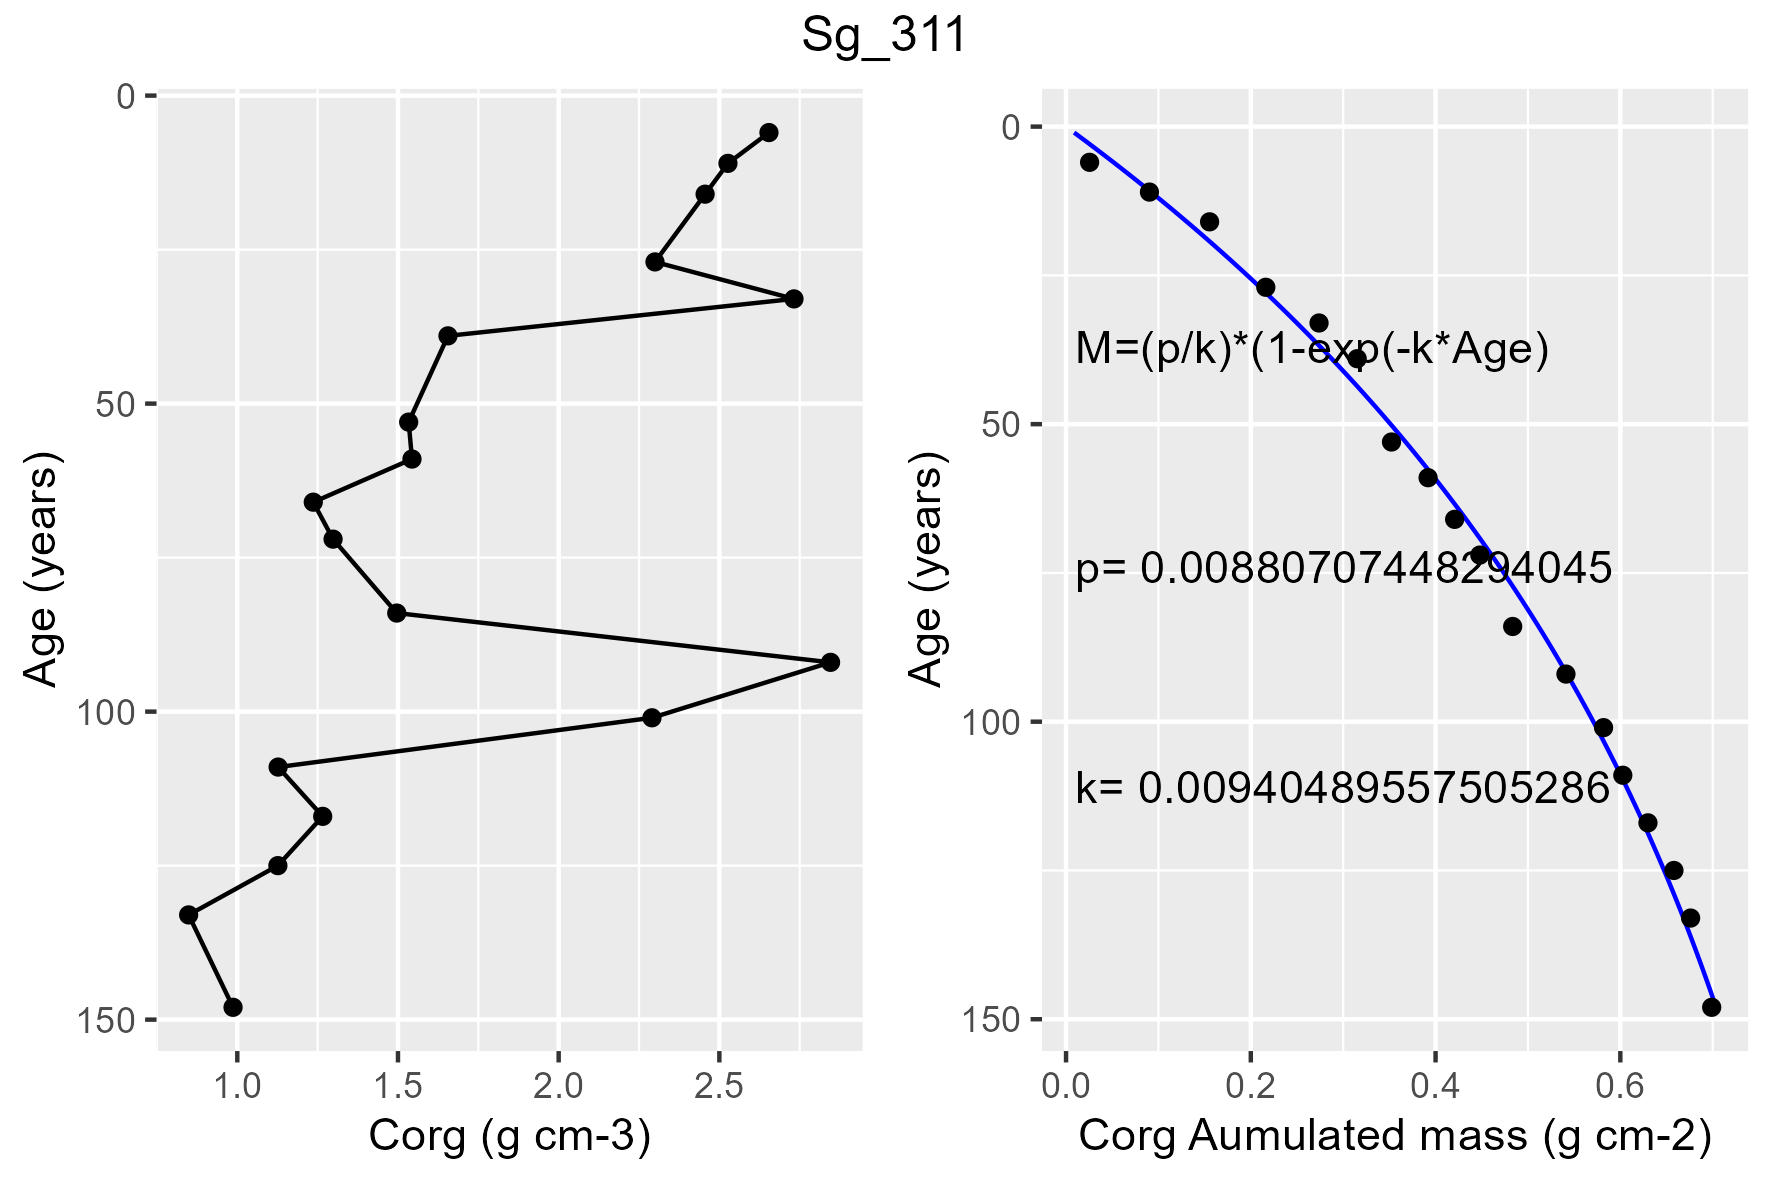 Sg_311
0
50
100
150
Age (years)
1.0 1.5 2.0 2.5
Corg (g cm-3)
0
50
100
150
Age (years)
M=(p/k)*(1-exp(-k*Age)
p= 0.00880707448294045
k= 0.00940489557505286
0.0 0.2 0.4 0.6
Corg Aumulated mass (g cm-2)